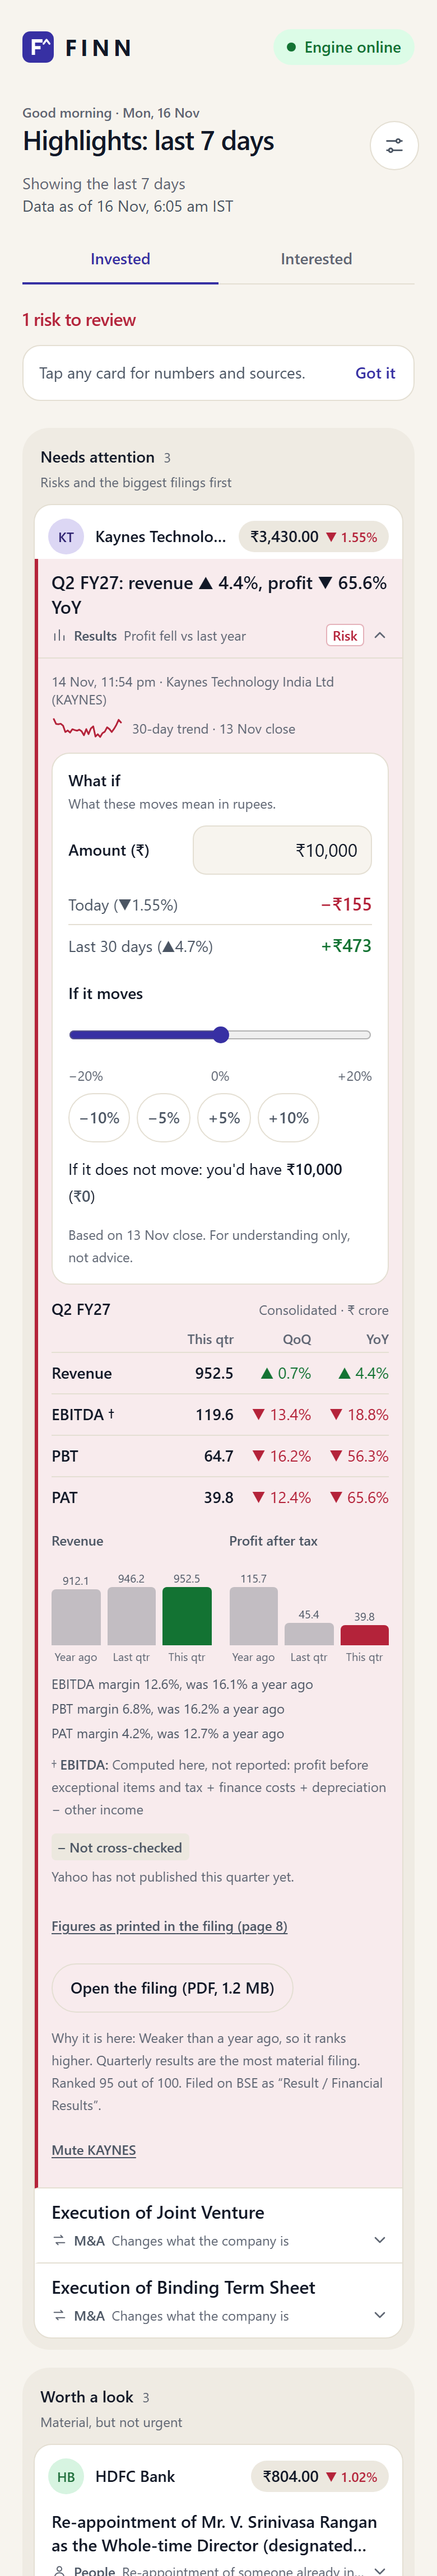 F^ FINN
Engine online
Good morning · Mon, 16 Nov
Highlights: last 7 days
Showing the last 7 days
Data as of 16 Nov, 6:05 am IST
Invested Interested
1 risk to review
Tap any card for numbers and sources. Got it
Needs attention 3
Risks and the biggest filings first
KT Kaynes Technolo... ₹3,430.00 ▼ 1.55%
Q2 FY27: revenue ▲ 4.4%, profit ▼ 65.6%
YoY
Results Profit fell vs last year Risk
14 Nov, 11:54 pm · Kaynes Technology India Ltd
(KAYNES)
30-day trend · 13 Nov close
What if
What these moves mean in rupees.
Amount (₹) ₹10,000
Today (▼1.55%) −₹155
Last 30 days (▲4.7%) +₹473
If it moves
−20% 0% +20%
−10% −5% +5% +10%
If it does not move: you'd have ₹10,000
(₹0)
Based on 13 Nov close. For understanding only,
not advice.
Q2 FY27 Consolidated · ₹ crore
This qtr QoQ YoY
Revenue 952.5 ▲ 0.7% ▲ 4.4%
EBITDA † 119.6 ▼ 13.4% ▼ 18.8%
PBT 64.7 ▼ 16.2% ▼ 56.3%
PAT 39.8 ▼ 12.4% ▼ 65.6%
Revenue Profit after tax
912.1 946.2 952.5 115.7 45.4 39.8
Year ago Last qtr This qtr Year ago Last qtr This qtr
EBITDA margin 12.6%, was 16.1% a year ago
PBT margin 6.8%, was 16.2% a year ago
PAT margin 4.2%, was 12.7% a year ago
† EBITDA: Computed here, not reported: profit before
exceptional items and tax + finance costs + depreciation
− other income
– Not cross-checked
Yahoo has not published this quarter yet.
Figures as printed in the filing (page 8)
Open the filing (PDF, 1.2 MB)
Why it is here: Weaker than a year ago, so it ranks
higher. Quarterly results are the most material filing.
Ranked 95 out of 100. Filed on BSE as “Result / Financial
Results”.
Mute KAYNES
Execution of Joint Venture
M&A Changes what the company is
Execution of Binding Term Sheet
M&A Changes what the company is
Worth a look 3
Material, but not urgent
HB HDFC Bank ₹804.00 ▼ 1.02%
Re-appointment of Mr. V. Srinivasa Rangan
as the Whole-time Director (designated...
People Re-appointment of someone already in...